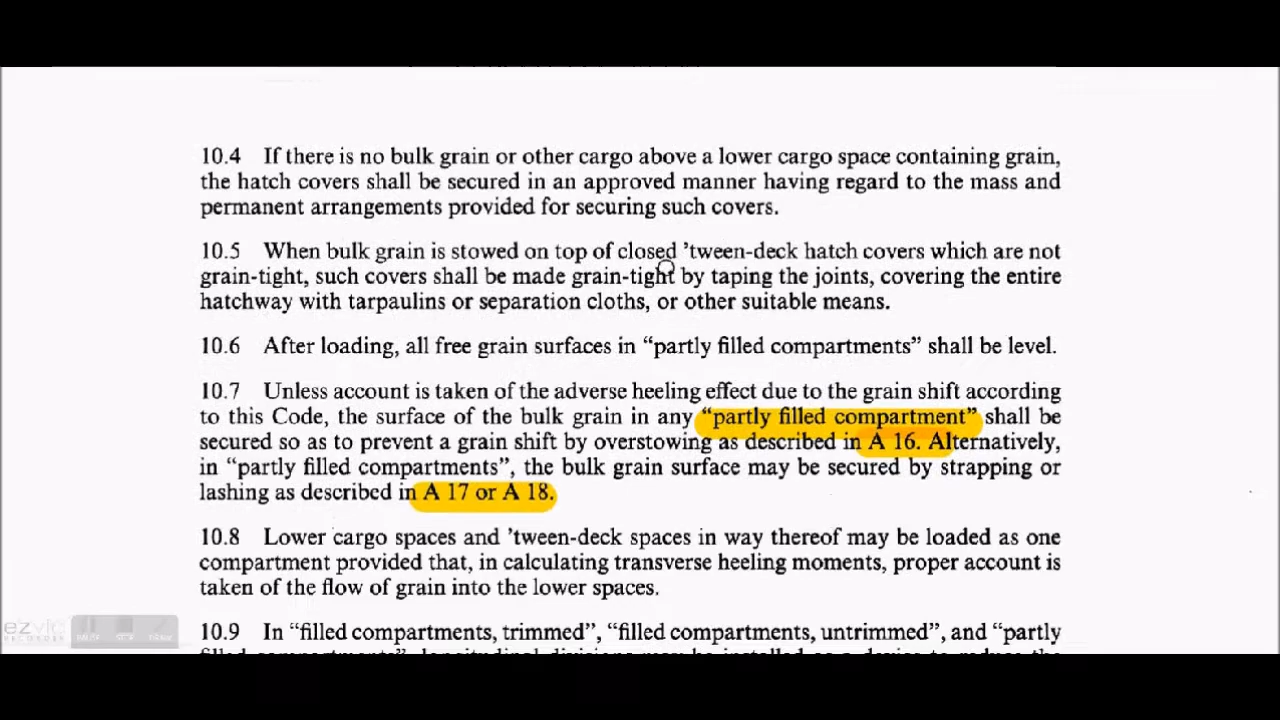 10.4 If there is no bulk grain or other cargo above a lower cargo space containing grain,
the hatch covers shall be secured in an approved manner having regard to the mass and
permanent arrangements provided for securing such covers.
10.5 When bulk grain is stowed on top of closed 'tween-deck hatch covers which are not
grain-tight, such covers shall be made grain-tight by taping the joints, covering the entire
hatchway with tarpaulins or separation cloths, or other suitable means.
10.6 After loading, all free grain surfaces in “partly filled compartments” shall be level.
10.7 Unless account is taken of the adverse heeling effect due to the grain shift according
to this Code, the surface of the bulk grain in any “partly filled compartment” shall be
secured so as to prevent a grain shift by overstowing as described in A 16. Alternatively,
in “partly filled compartments”, the bulk grain surface may be secured by strapping or
lashing as described in A 17 or A 18.
10.8 Lower cargo spaces and 'tween-deck spaces in way thereof may be loaded as one
compartment provided that, in calculating transverse heeling moments, proper account is
taken of the flow of grain into the lower spaces.
10.9 In “filled compartments, trimmed”, “filled compartments, untrimmed”, and “partly